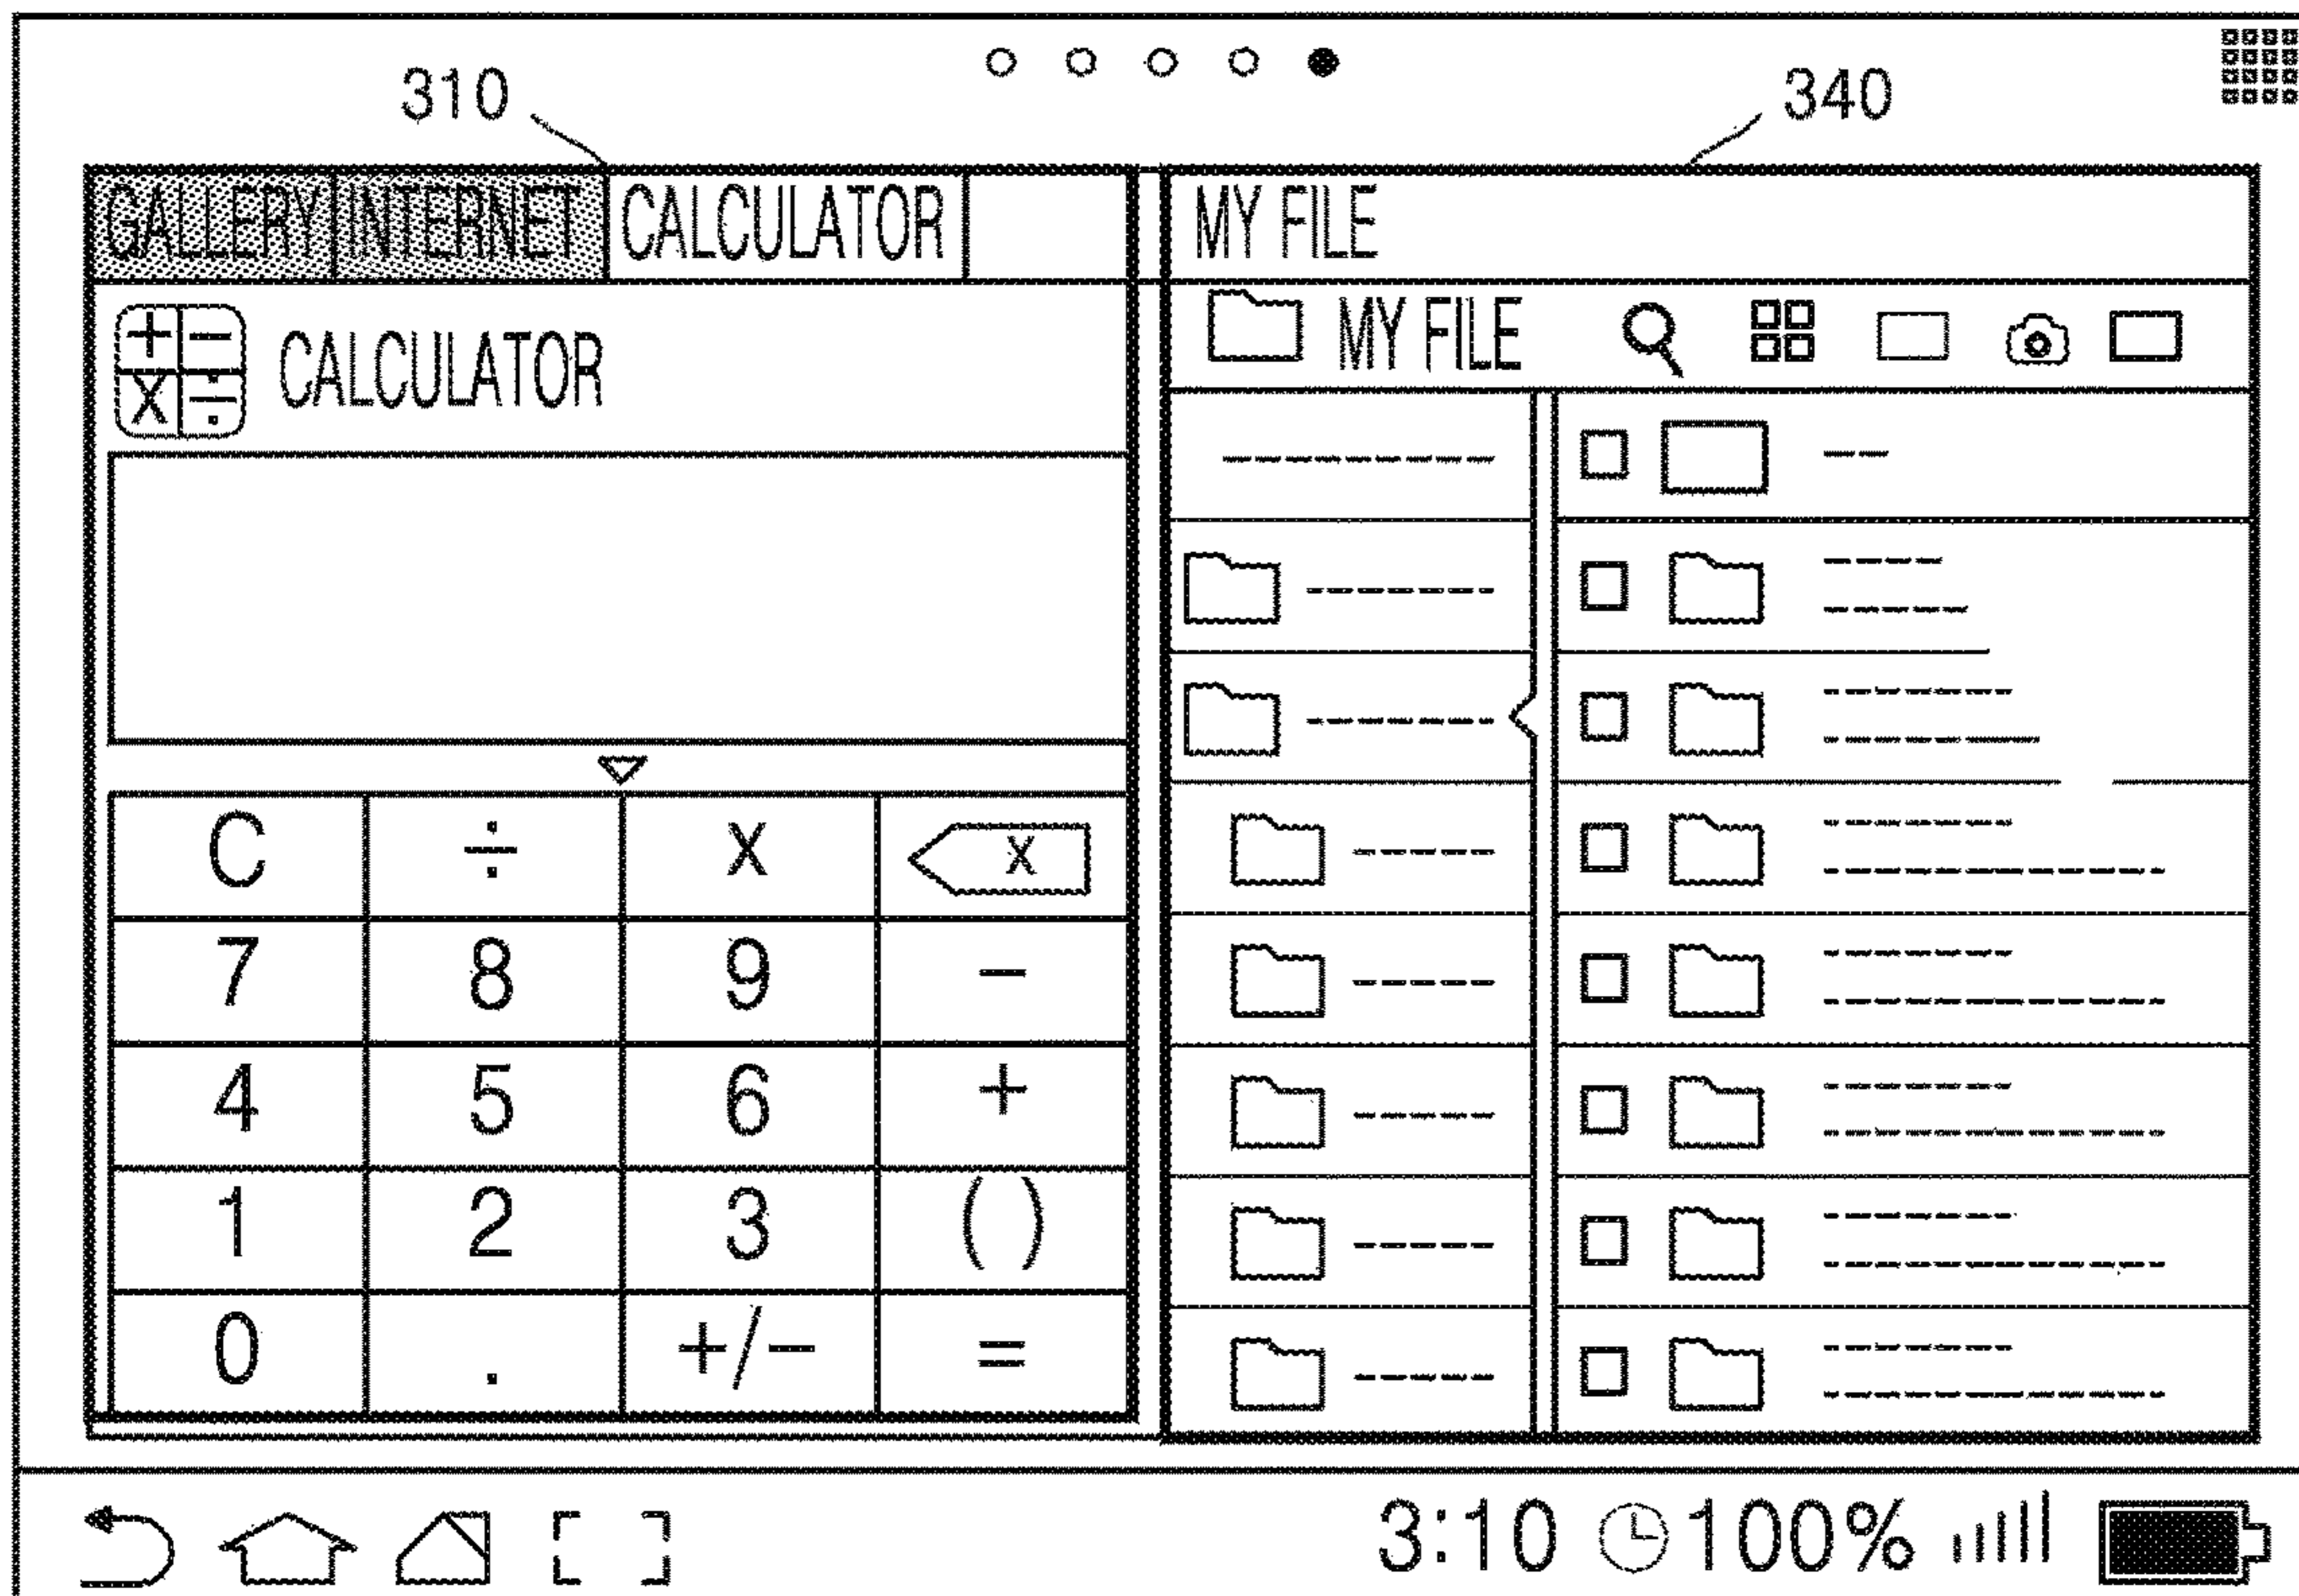 310
340
GALLERY INTERNET CALCULATOR
MY FILE
CALCULATOR
MY FILE
C ÷ X X
7 8 9 −
4 5 6 +
1 2 3 ( )
0 . +/− =
3:10 100%